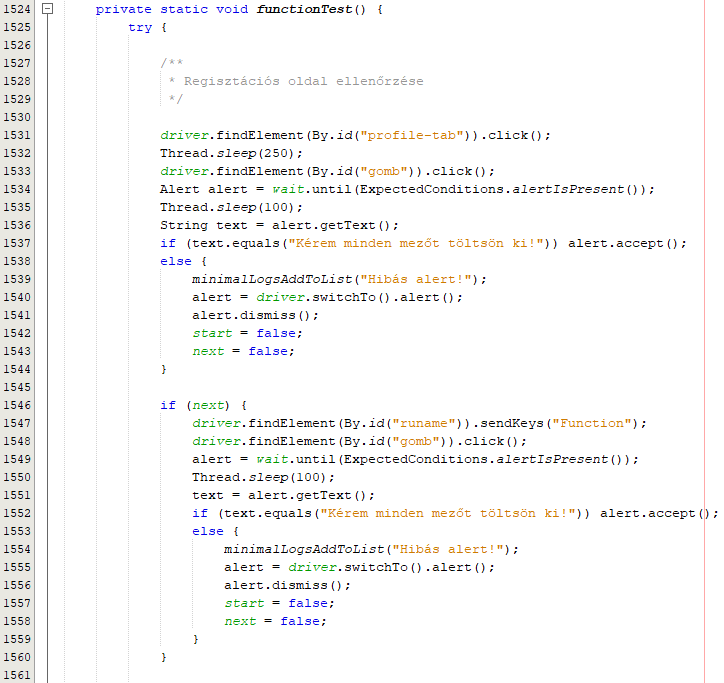 1524 private static void functionTest() {
1525 try {
1526
1527 /**
1528 * Regisztációs oldal ellenőrzése
1529 */
1530
1531 driver.findElement(By.id("profile-tab")).click();
1532 Thread.sleep(250);
1533 driver.findElement(By.id("gomb")).click();
1534 Alert alert = wait.until(ExpectedConditions.alertIsPresent());
1535 Thread.sleep(100);
1536 String text = alert.getText();
1537 if (text.equals("Kérem minden mezőt töltsön ki!")) alert.accept();
1538 else {
1539 minimalLogsAddToList("Hibás alert!");
1540 alert = driver.switchTo().alert();
1541 alert.dismiss();
1542 start = false;
1543 next = false;
1544 }
1545
1546 if (next) {
1547 driver.findElement(By.id("runame")).sendKeys("Function");
1548 driver.findElement(By.id("gomb")).click();
1549 alert = wait.until(ExpectedConditions.alertIsPresent());
1550 Thread.sleep(100);
1551 text = alert.getText();
1552 if (text.equals("Kérem minden mezőt töltsön ki!")) alert.accept();
1553 else {
1554 minimalLogsAddToList("Hibás alert!");
1555 alert = driver.switchTo().alert();
1556 alert.dismiss();
1557 start = false;
1558 next = false;
1559 }
1560 }
1561